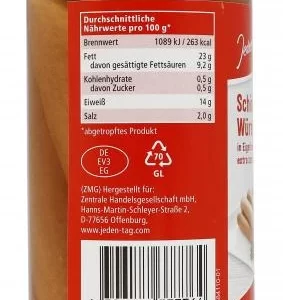 Durchschnittliche
Nährwerte pro 100 g*
Brennwert 1089 kJ / 263 kcal
Fett 23 g
davon gesättigte Fettsäuren 9,2 g
Kohlenhydrate 0,5 g
davon Zucker 0,5 g
Eiweiß 14 g
Salz 2,0 g
*abgetropftes Produkt
DE
EV3
EG
70
GL
(ZMG) Hergestellt für:
Zentrale Handelsgesellschaft mbH,
Hanns-Martin-Schleyer-Straße 2,
D-77656 Offenburg,
www.jeden-tag.com